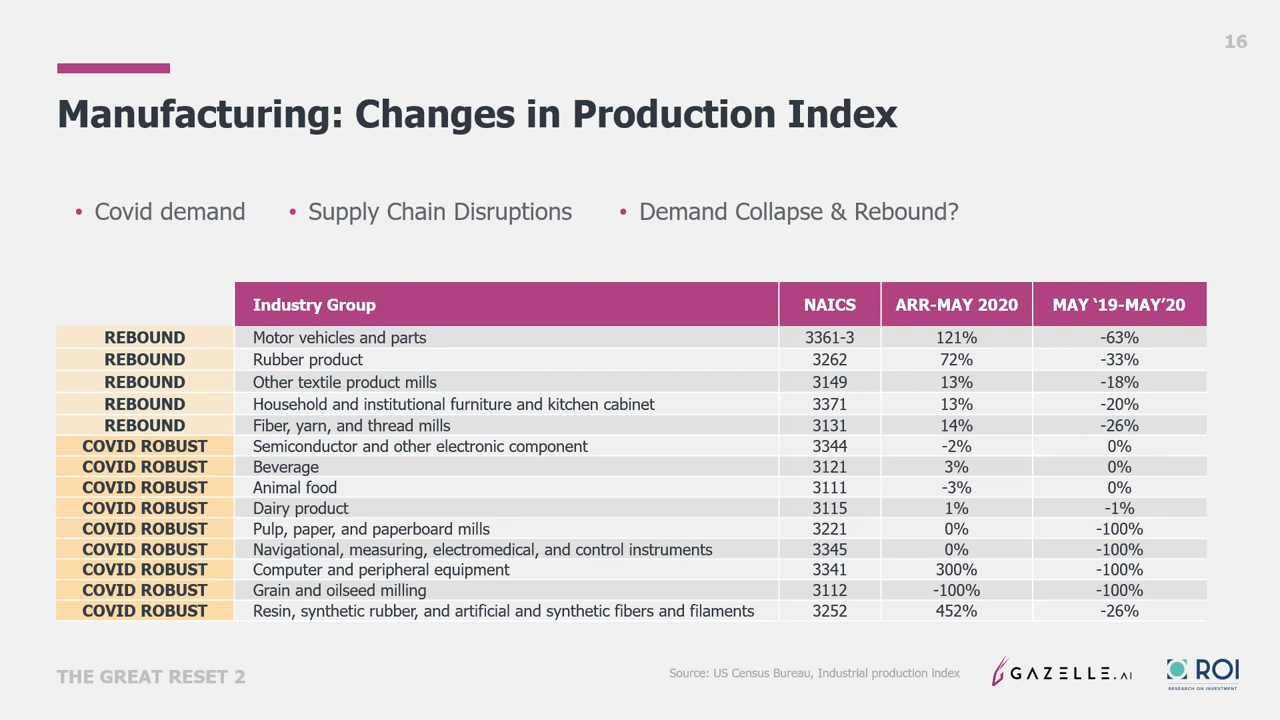 16
Manufacturing: Changes in Production Index
• Covid demand • Supply Chain Disruptions • Demand Collapse & Rebound?
Industry Group NAICS ARR-MAY 2020 MAY ‘19-MAY’20
REBOUND Motor vehicles and parts 3361-3 121% -63%
REBOUND Rubber product 3262 72% -33%
REBOUND Other textile product mills 3149 13% -18%
REBOUND Household and institutional furniture and kitchen cabinet 3371 13% -20%
REBOUND Fiber, yarn, and thread mills 3131 14% -26%
COVID ROBUST Semiconductor and other electronic component 3344 -2% 0%
COVID ROBUST Beverage 3121 3% 0%
COVID ROBUST Animal food 3111 -3% 0%
COVID ROBUST Dairy product 3115 1% -1%
COVID ROBUST Pulp, paper, and paperboard mills 3221 0% -100%
COVID ROBUST Navigational, measuring, electromedical, and control instruments 3345 0% -100%
COVID ROBUST Computer and peripheral equipment 3341 300% -100%
COVID ROBUST Grain and oilseed milling 3112 -100% -100%
COVID ROBUST Resin, synthetic rubber, and artificial and synthetic fibers and filaments 3252 452% -26%
THE GREAT RESET 2
Source: US Census Bureau, Industrial production index
GAZELLE.AI
ROI
RESEARCH ON INVESTMENT